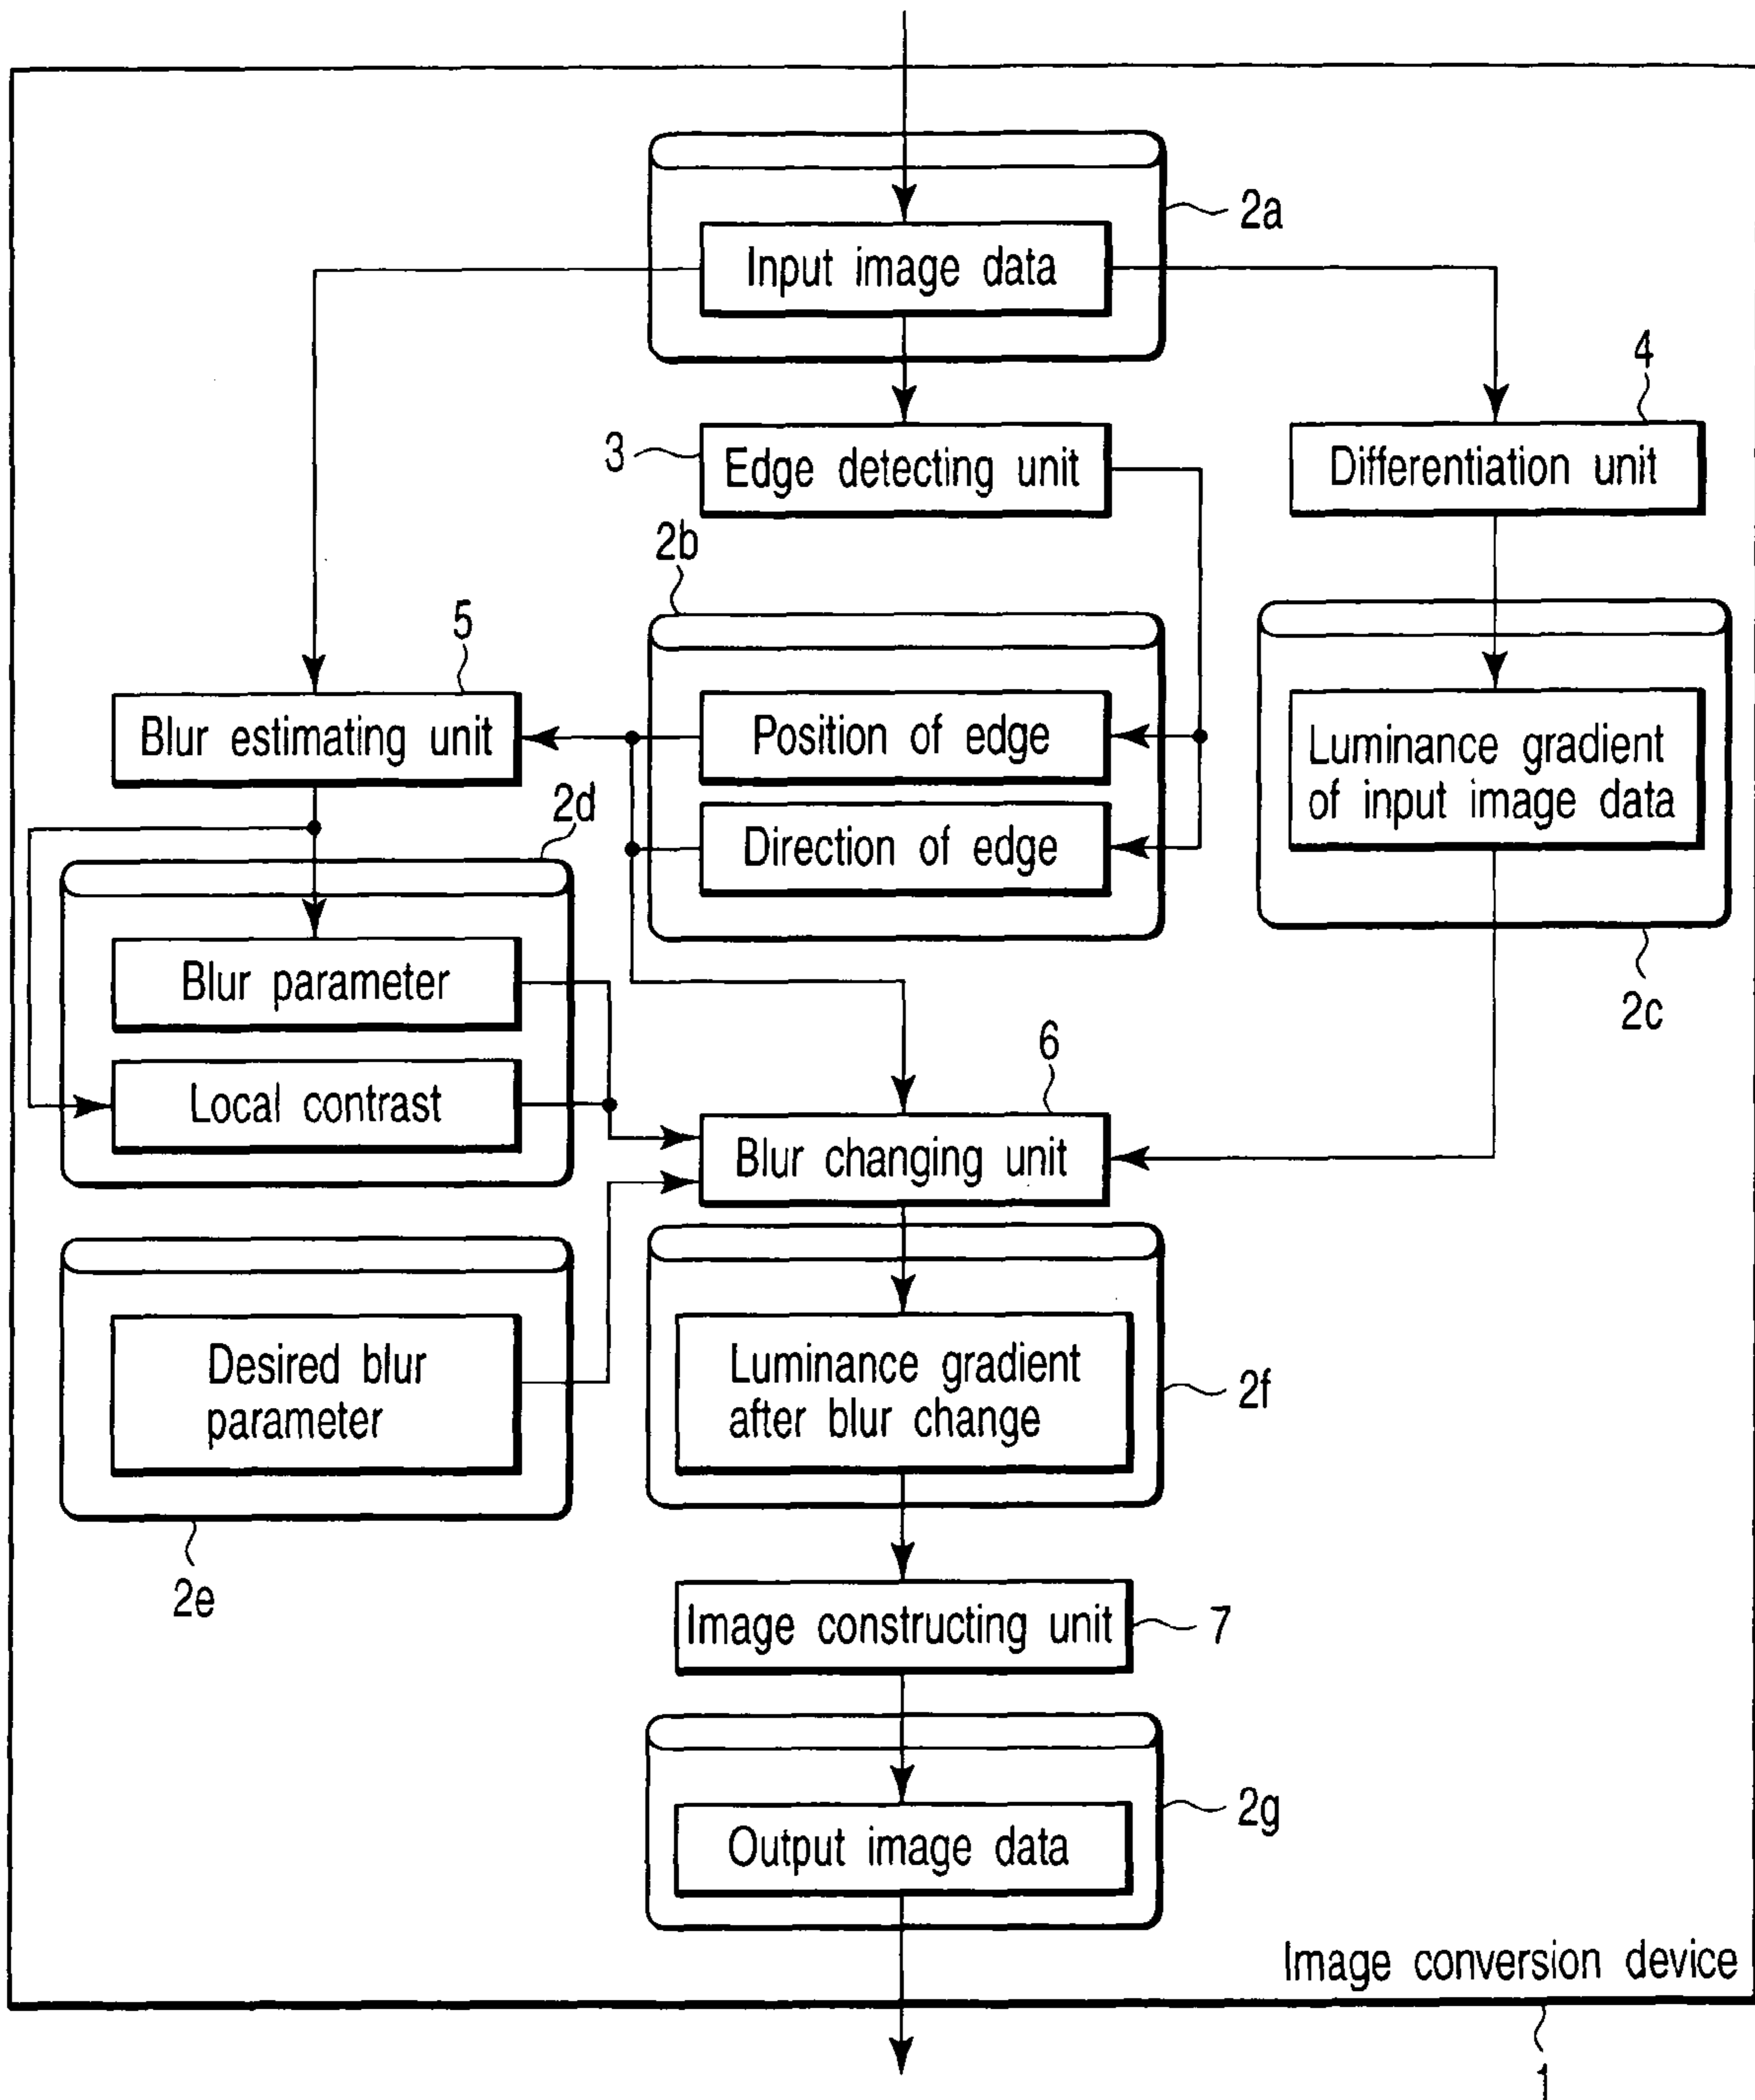 Input image data
2a
4
3
Edge detecting unit
Differentiation unit
2b
5
Blur estimating unit
Position of edge
Luminance gradient
of input image data
2d
Direction of edge
Blur parameter
2c
6
Local contrast
Blur changing unit
Desired blur
parameter
Luminance gradient
after blur change
2f
2e
Image constructing unit
7
2g
Output image data
Image conversion device
1